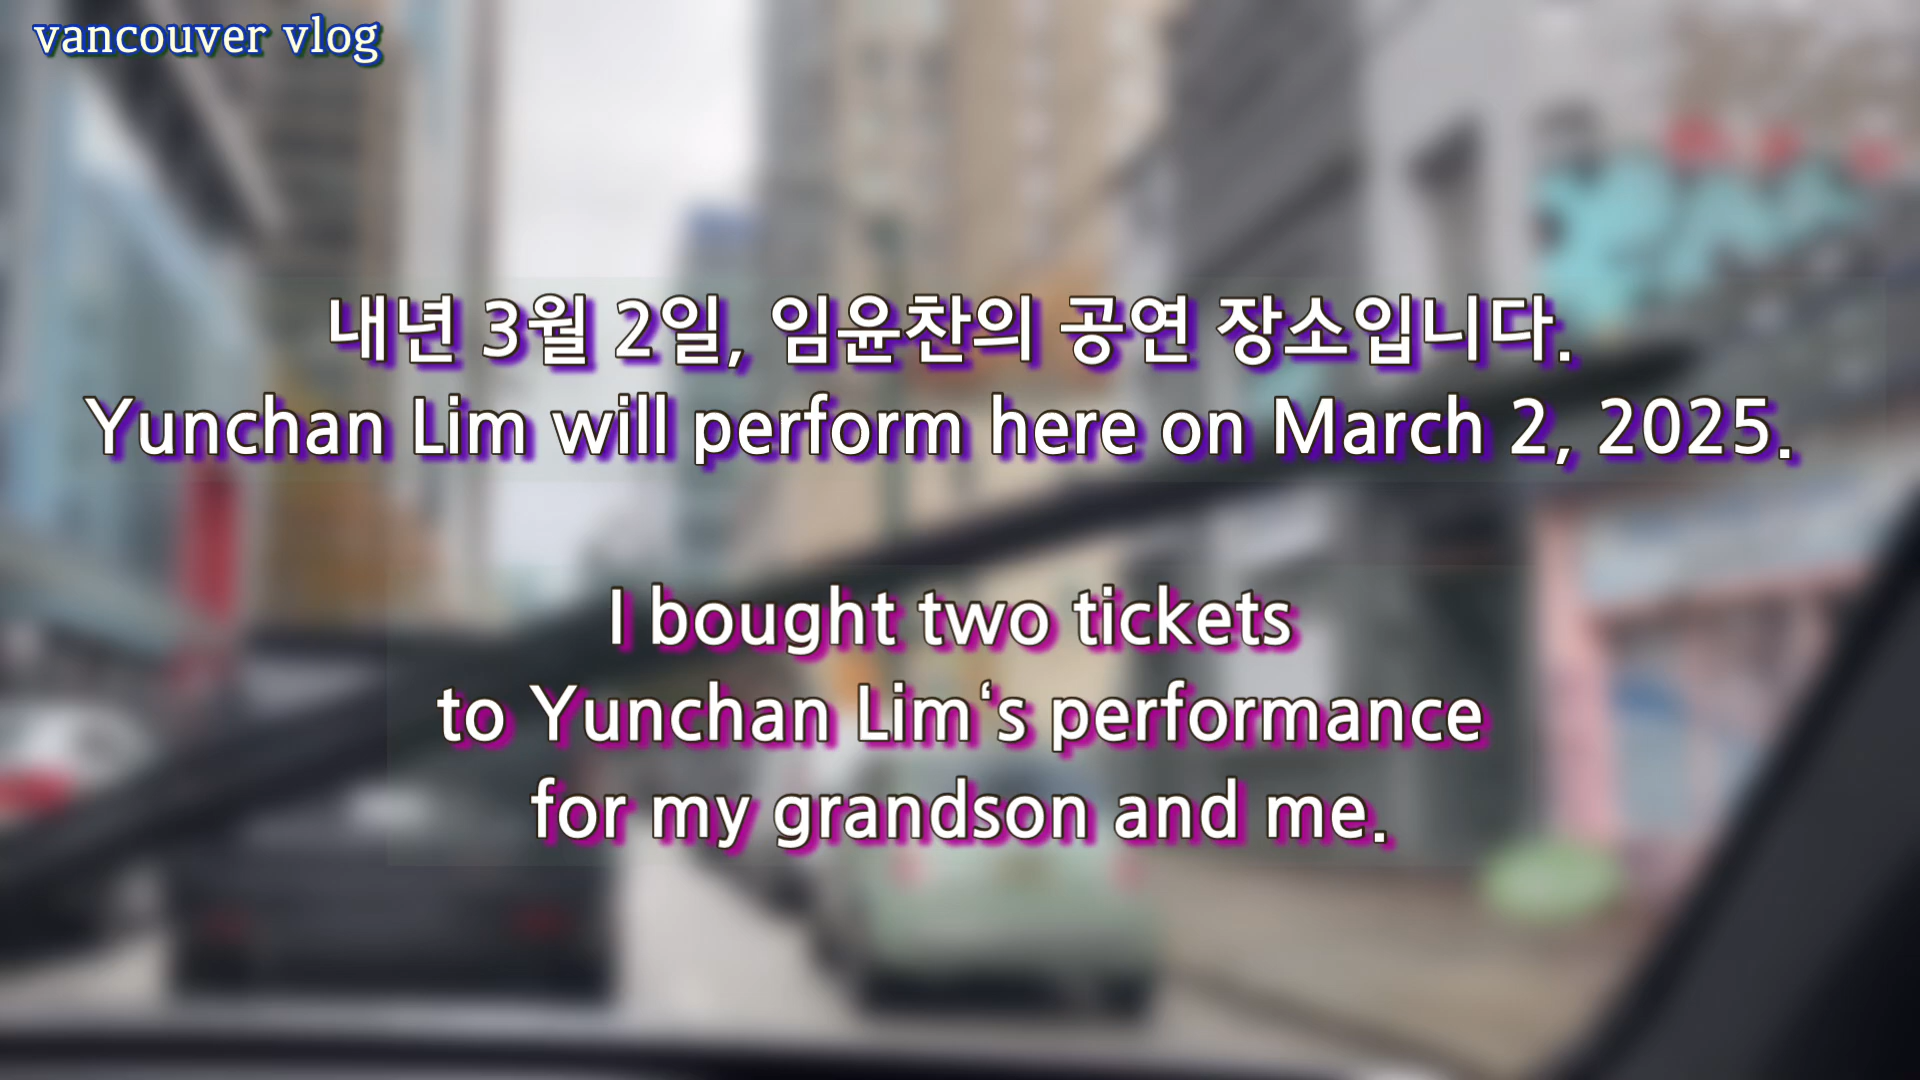 vancouver vlog
내년 3월 2일, 임윤찬의 공연 장소입니다.
Yunchan Lim will perform here on March 2, 2025.
I bought two tickets
to Yunchan Lim‘s performance
for my grandson and me.